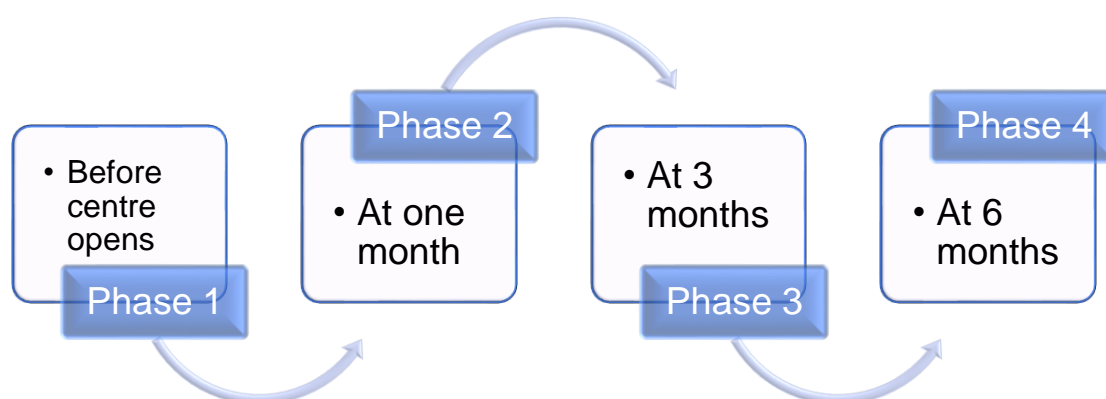 • Before
centre
opens
Phase 1
Phase 2
• At one
month
• At 3
months
Phase 3
Phase 4
• At 6
months